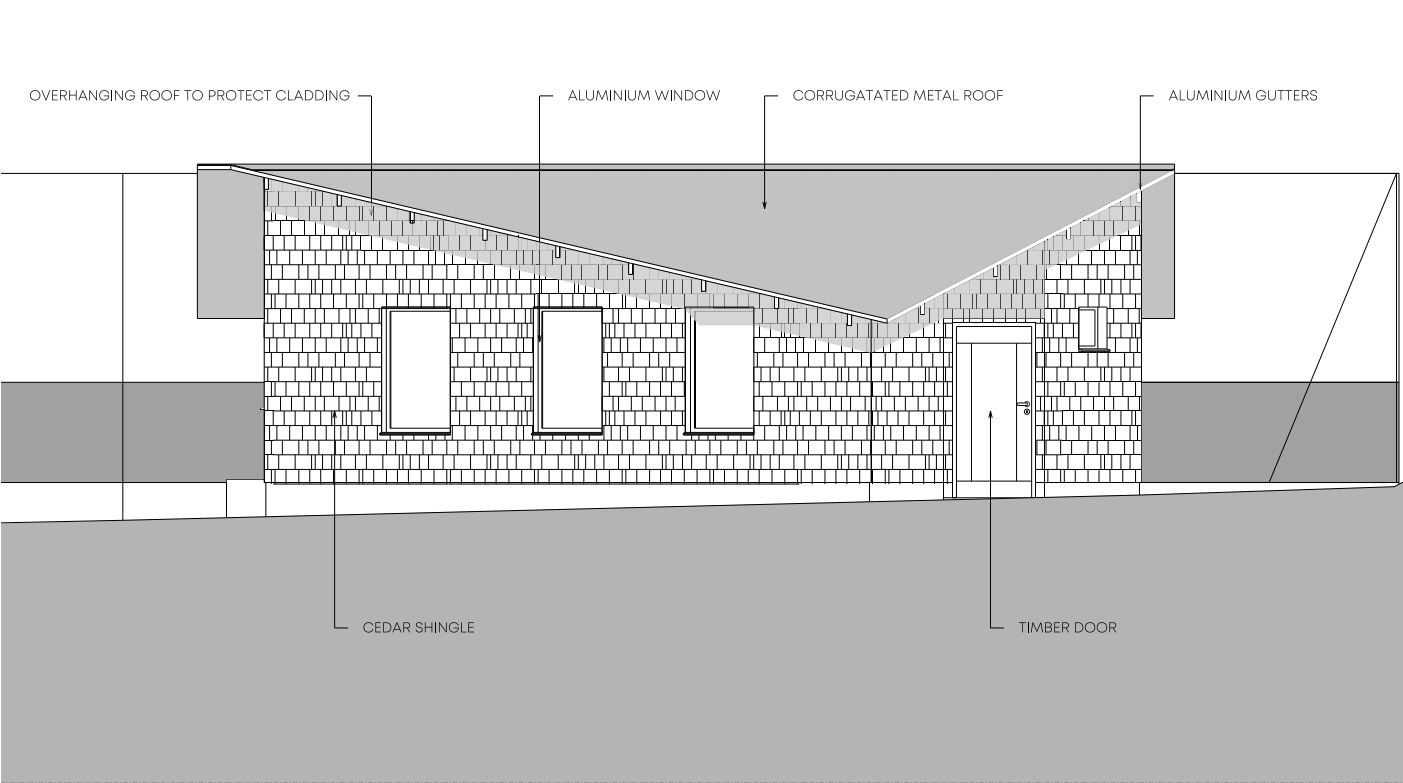 OVERHANGING ROOF TO PROTECT CLADDING
ALUMINIUM WINDOW
CORRUGATATED METAL ROOF
ALUMINIUM GUTTERS
CEDAR SHINGLE
TIMBER DOOR